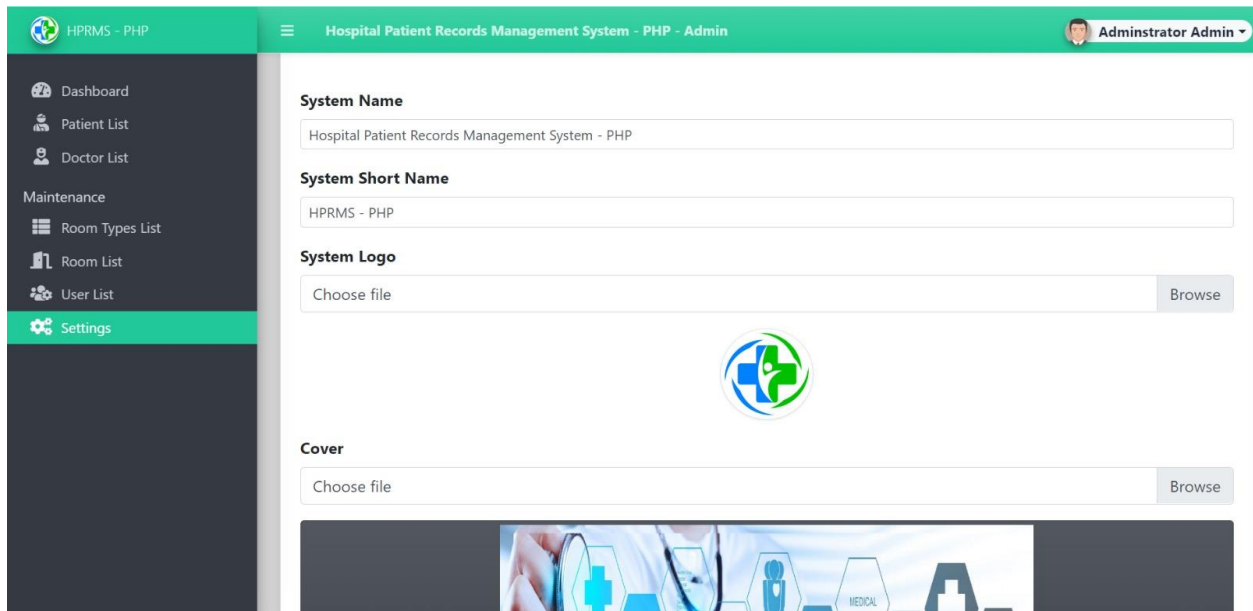 HPRMS - PHP
Hospital Patient Records Management System - PHP - Admin
Adminstrator Admin
Dashboard
Patient List
Doctor List
Maintenance
Room Types List
Room List
User List
Settings
System Name
Hospital Patient Records Management System - PHP
System Short Name
HPRMS - PHP
System Logo
Choose file
Browse
Cover
Choose file
Browse
MEDICAL